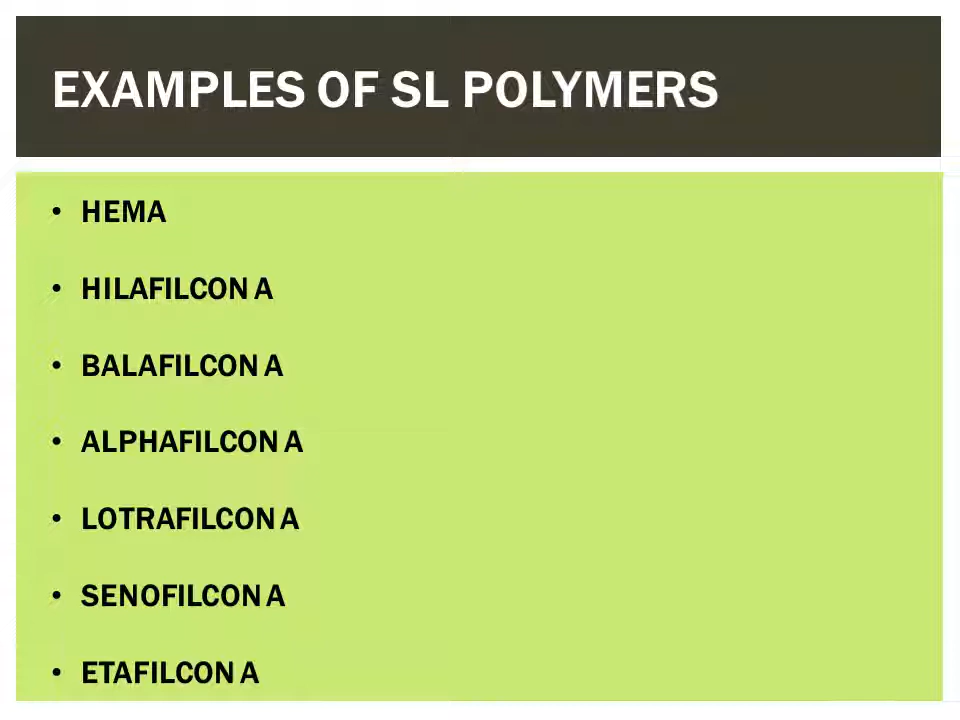 EXAMPLES OF SL POLYMERS
• HEMA
• HILAFILCON A
• BALAFILCON A
• ALPHAFILCON A
• LOTRAFILCON A
• SENOFILCON A
• ETAFILCON A